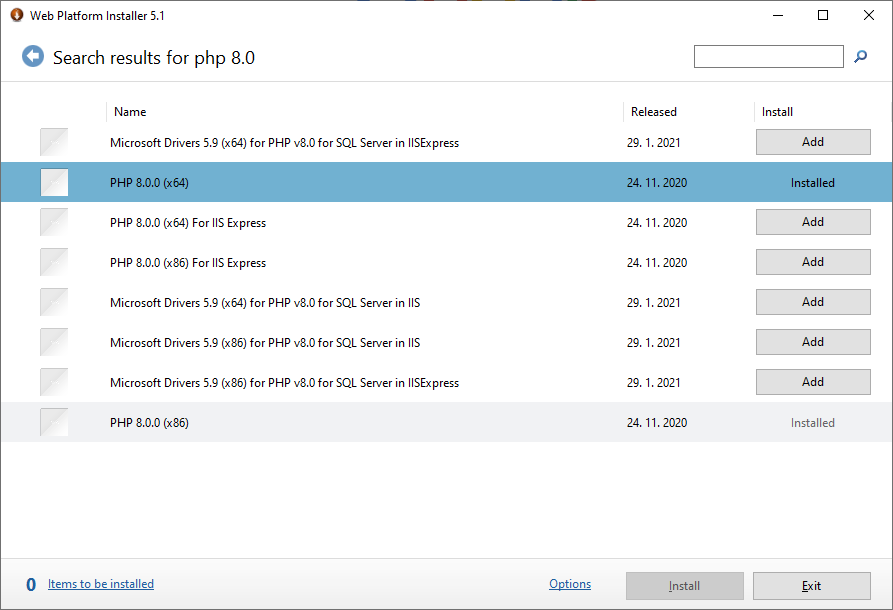 Web Platform Installer 5.1
Search results for php 8.0
Name Released Install
Microsoft Drivers 5.9 (x64) for PHP v8.0 for SQL Server in IISExpress 29. 1. 2021 Add
PHP 8.0.0 (x64) 24. 11. 2020 Installed
PHP 8.0.0 (x64) For IIS Express 24. 11. 2020 Add
PHP 8.0.0 (x86) For IIS Express 24. 11. 2020 Add
Microsoft Drivers 5.9 (x64) for PHP v8.0 for SQL Server in IIS 29. 1. 2021 Add
Microsoft Drivers 5.9 (x86) for PHP v8.0 for SQL Server in IIS 29. 1. 2021 Add
Microsoft Drivers 5.9 (x86) for PHP v8.0 for SQL Server in IISExpress 29. 1. 2021 Add
PHP 8.0.0 (x86) 24. 11. 2020 Installed
0 Items to be installed Options Install Exit